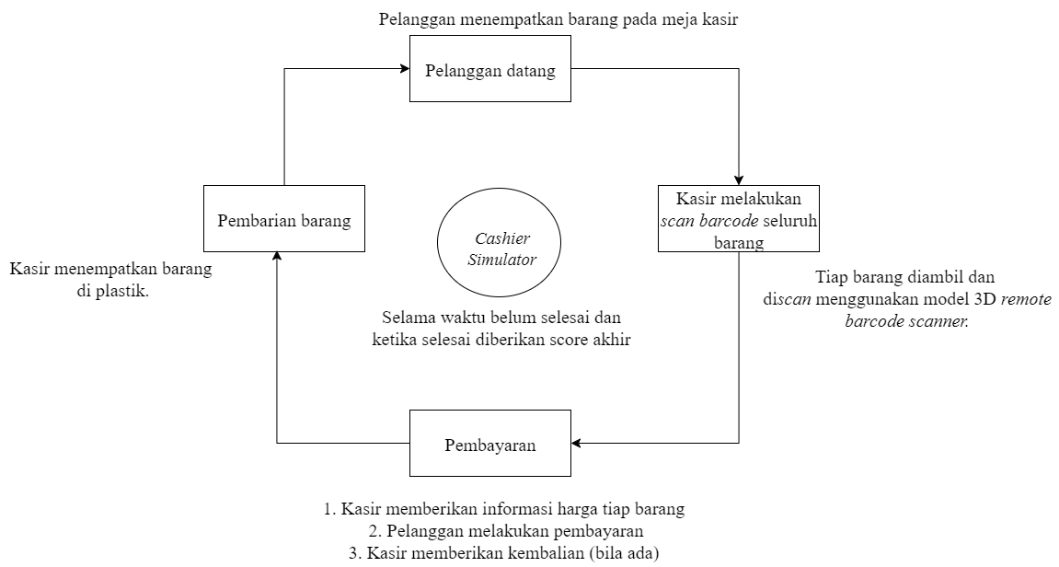 Pelanggan menempatkan barang pada meja kasir
Pelanggan datang
Kasir melakukan
scan barcode seluruh
barang
Tiap barang diambil dan
discan menggunakan model 3D remote
barcode scanner.
Pembarian barang
Kasir menempatkan barang
di plastik.
Cashier
Simulator
Selama waktu belum selesai dan
ketika selesai diberikan score akhir
Pembayaran
1. Kasir memberikan informasi harga tiap barang
2. Pelanggan melakukan pembayaran
3. Kasir memberikan kembalian (bila ada)